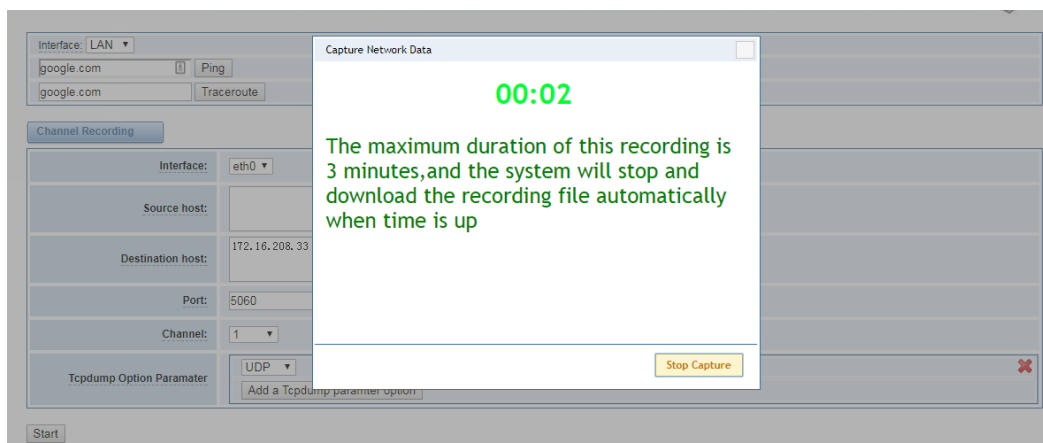 Interface: LAN
google.com Ping
google.com Traceroute
Channel Recording
Interface: eth0
Source host:
Destination host: 172.16.208.33
Port: 5060
Channel: 1
Tcpdump Option Paramater UDP
Add a Tcpdump paramter option
Start
Capture Network Data
00:02
The maximum duration of this recording is
3 minutes,and the system will stop and
download the recording file automatically
when time is up
Stop Capture